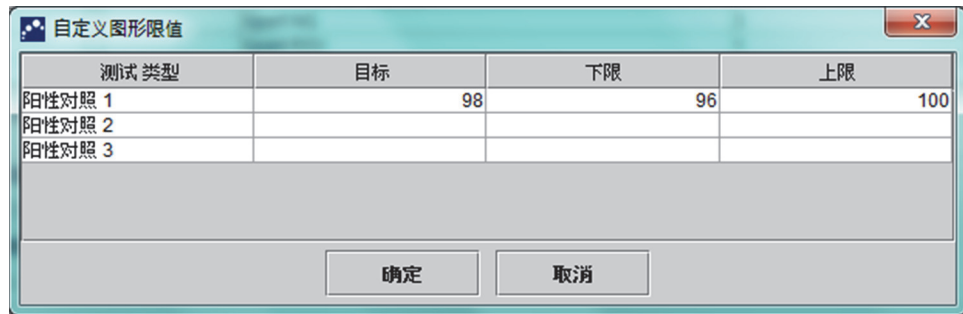 自定义图形限值
测试 类型 目标 下限 上限
阳性对照 1 98 96 100
阳性对照 2
阳性对照 3
确定 取消